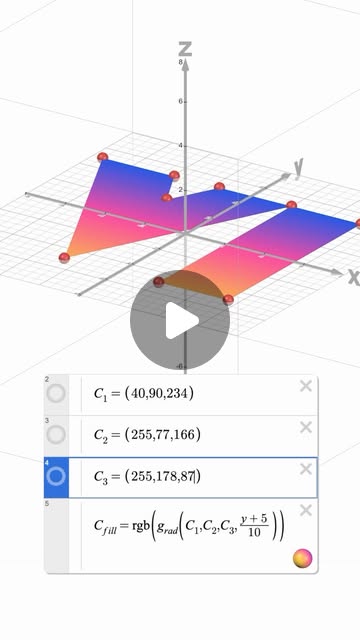 z
8
6
4
2
y
x
-6
2
C₁ = (40,90,234)
3
C₂ = (255,77,166)
4
C₃ = (255,178,87)
5
C_fill = rgb(g_rad(C₁,C₂,C₃,(y+5)/10))